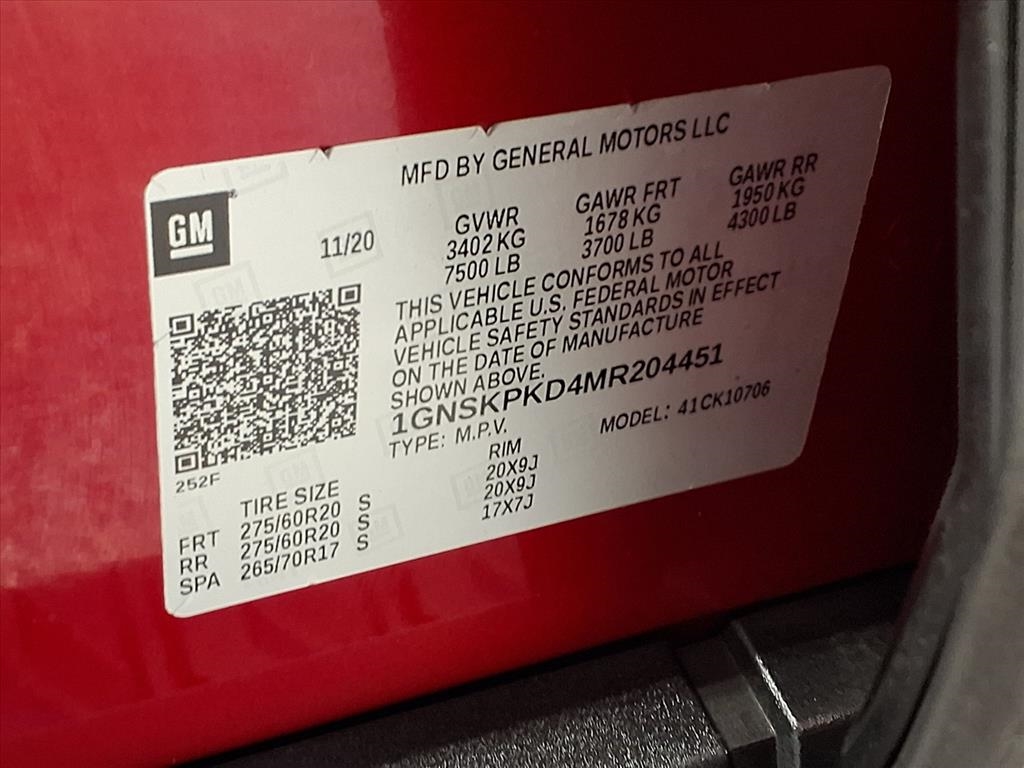 MFD BY GENERAL MOTORS LLC
GM
11/20
GVWR
3402 KG
7500 LB
GAWR FRT
1678 KG
3700 LB
GAWR RR
1950 KG
4300 LB
THIS VEHICLE CONFORMS TO ALL
APPLICABLE U.S. FEDERAL MOTOR
VEHICLE SAFETY STANDARDS IN EFFECT
ON THE DATE OF MANUFACTURE
SHOWN ABOVE.
1GNSKPKD4MR204451
TYPE: M.P.V.
MODEL: 41CK10706
252F
TIRE SIZE RIM
FRT 275/60R20 S 20X9J
RR 275/60R20 S 20X9J
SPA 265/70R17 S 17X7J